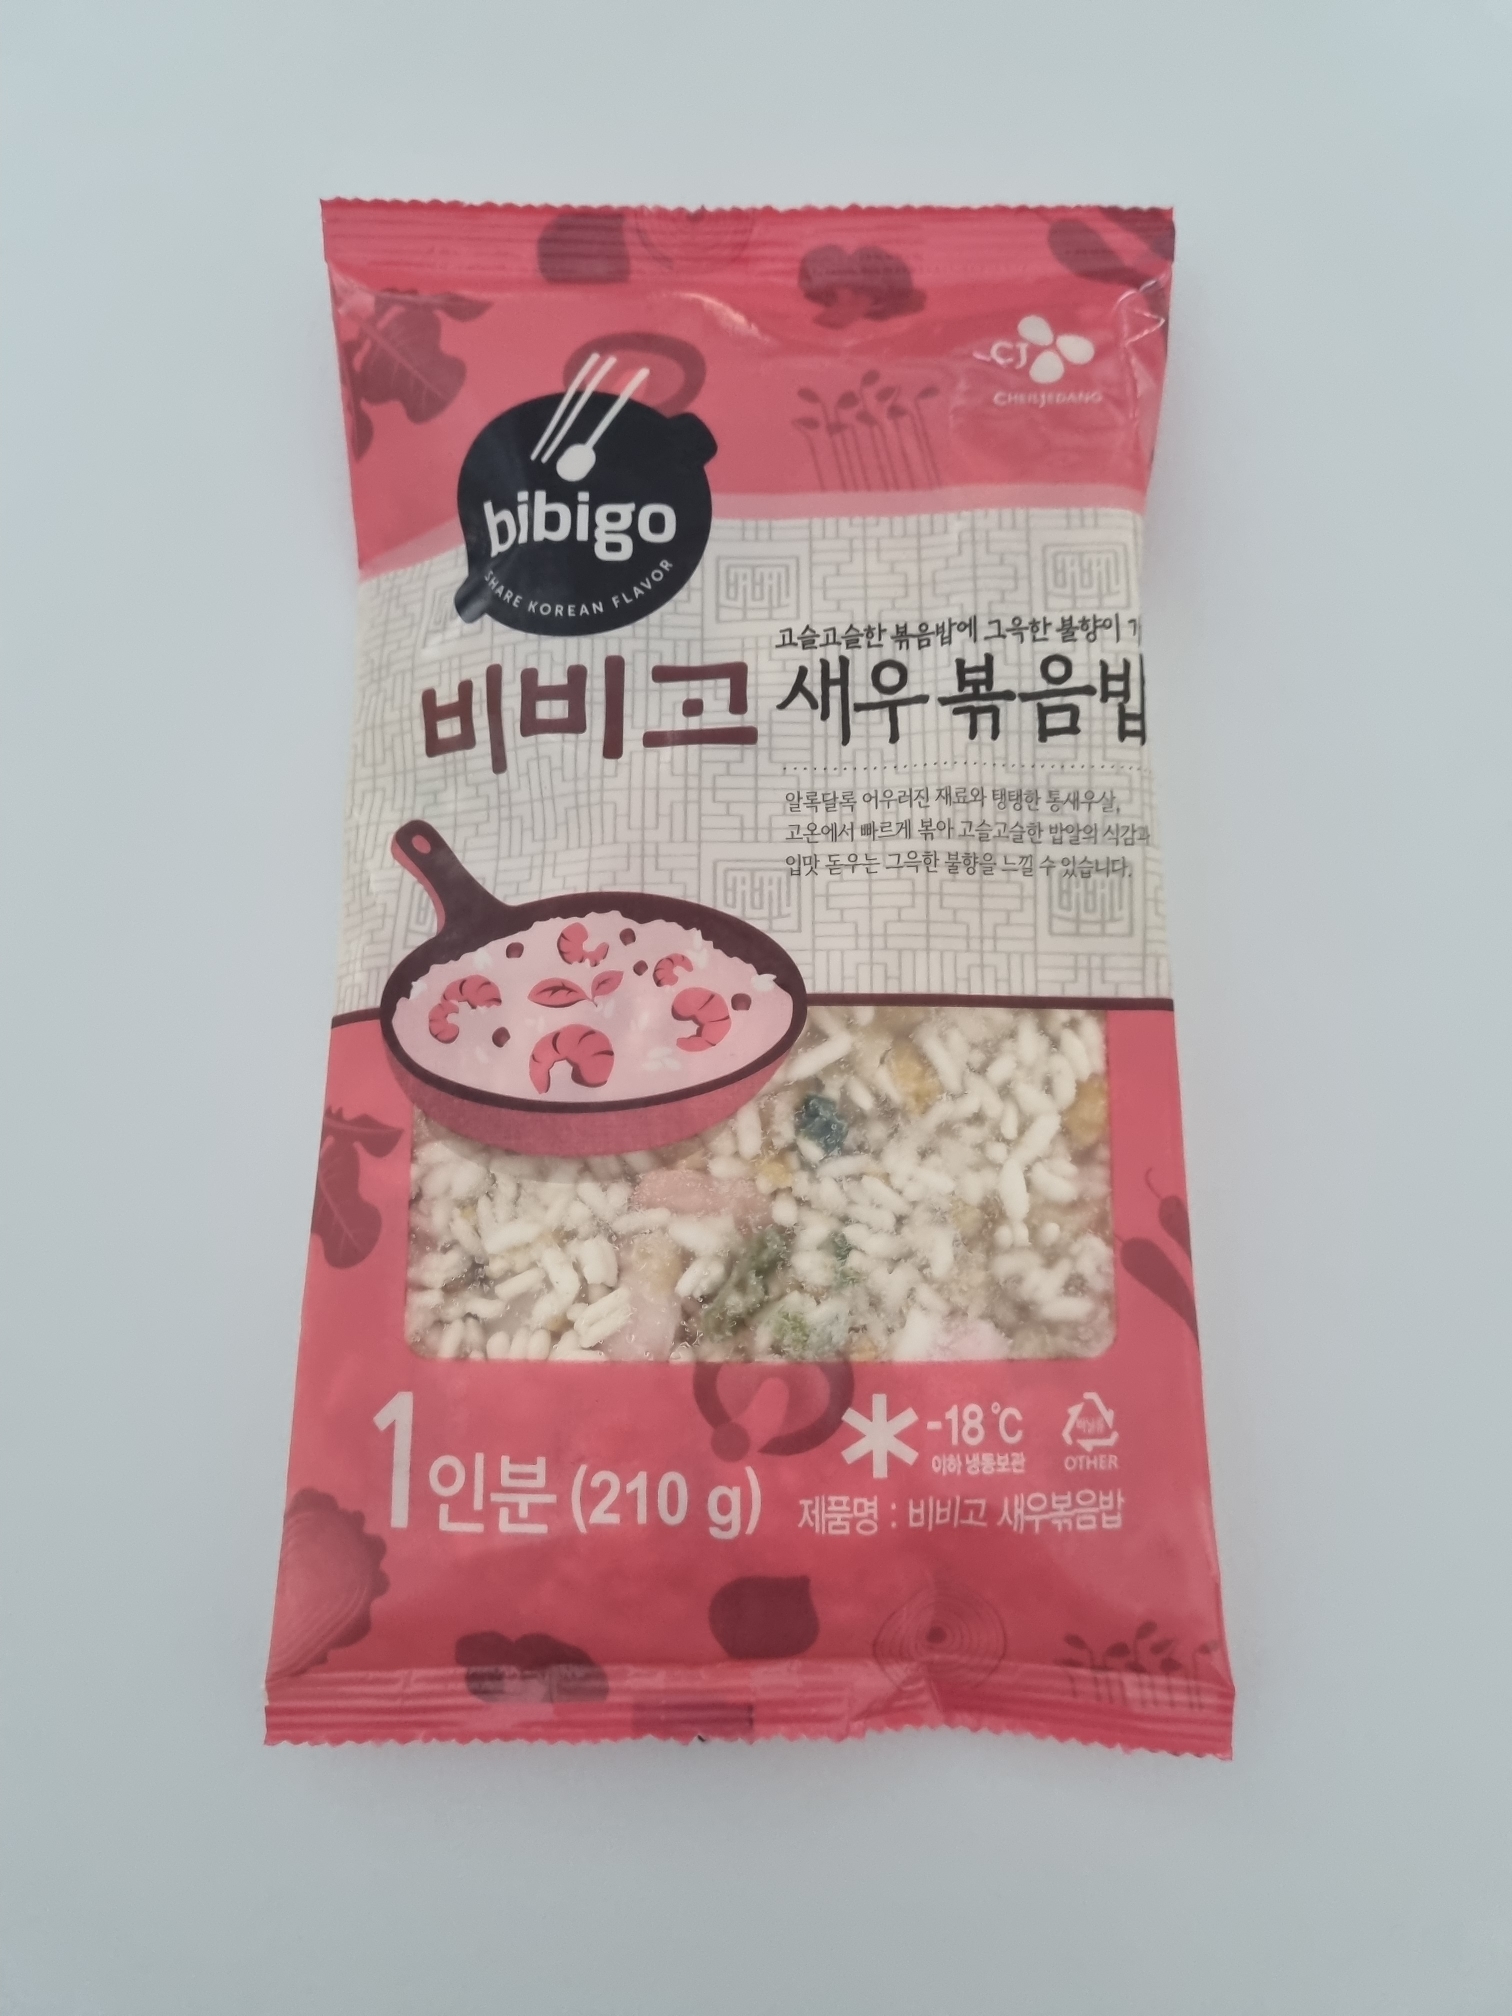 CJ
CHEILJEDANG
bibigo
SHARE KOREAN FLAVOR
고슬고슬한 볶음밥에 그윽한 불향이
비비고 새우 볶음밥
알록달록 어우러진 재료와 탱탱한 통새우살,
고온에서 빠르게 볶아 고슬고슬한 밥알의 식감과
입맛 돋우는 그윽한 불향을 느낄 수 있습니다.
1인분 (210 g)
-18℃
이하 냉동보관
비닐류
OTHER
제품명 : 비비고 새우볶음밥